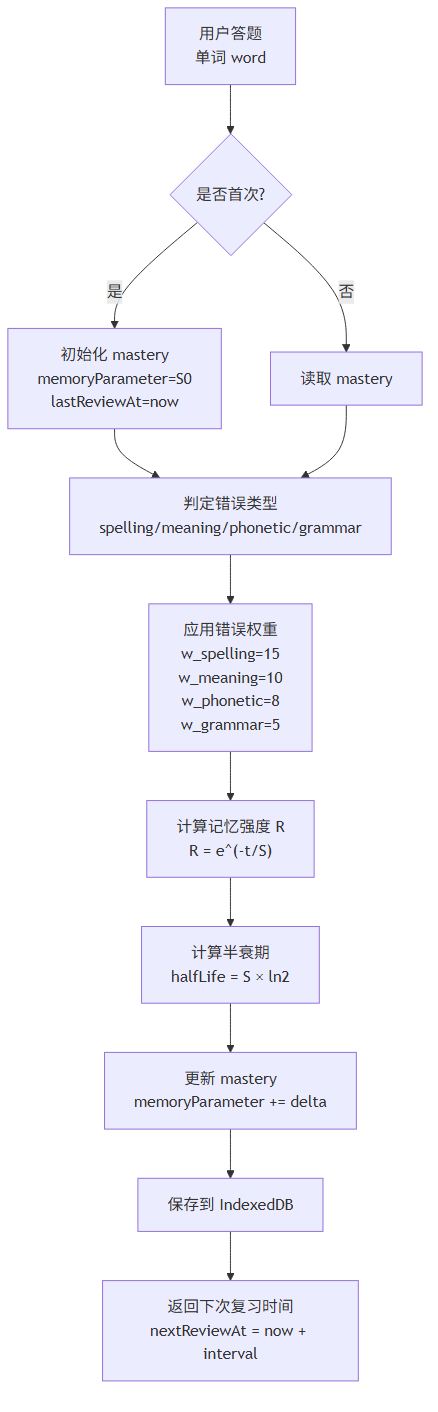 用户答题
单词 word
是否首次?
是
否
初始化 mastery
memoryParameter=S0
lastReviewAt=now
读取 mastery
判定错误类型
spelling/meaning/phonetic/grammar
应用错误权重
w_spelling=15
w_meaning=10
w_phonetic=8
w_grammar=5
计算记忆强度 R
R = e^(-t/S)
计算半衰期
halfLife = S × ln2
更新 mastery
memoryParameter += delta
保存到 IndexedDB
返回下次复习时间
nextReviewAt = now +
interval